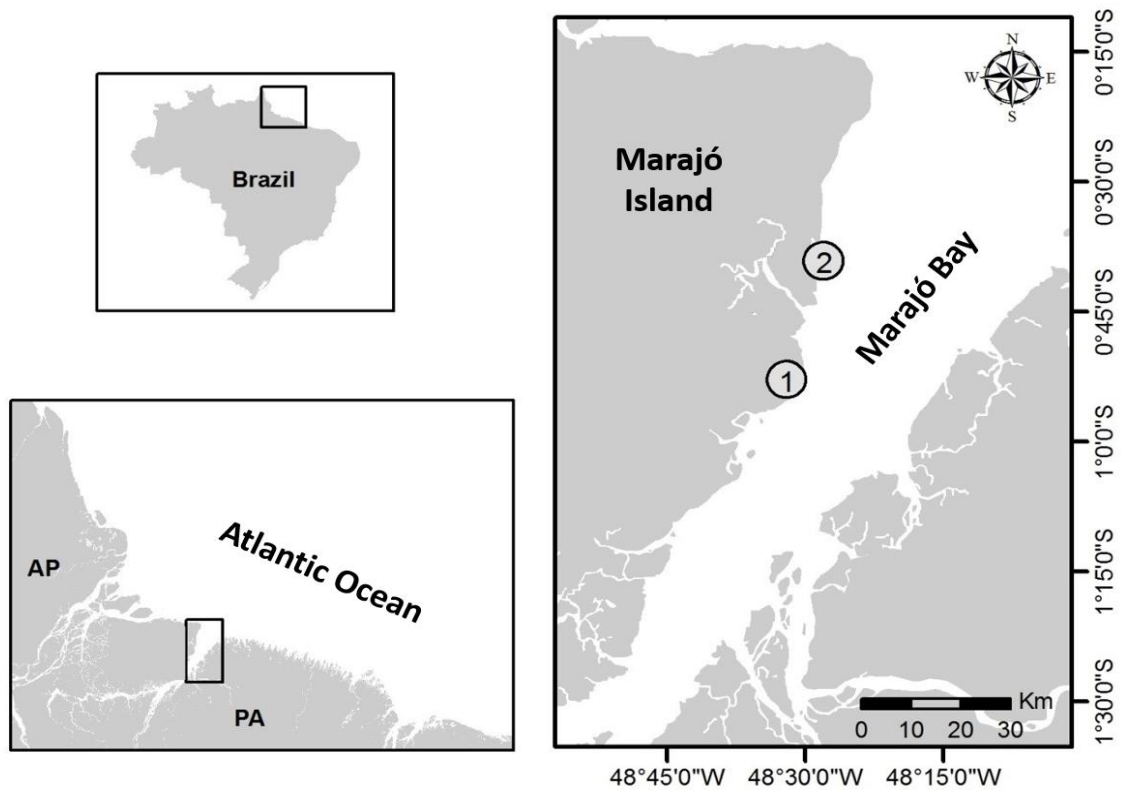 Brazil
AP
Atlantic Ocean
PA
Marajó
Island
Marajó Bay
N
W
E
S
2
1
Km
0 10 20 30
0°15'0"S
0°30'0"S
0°45'0"S
1°0'0"S
1°15'0"S
1°30'0"S
48°45'0"W 48°30'0"W 48°15'0"W